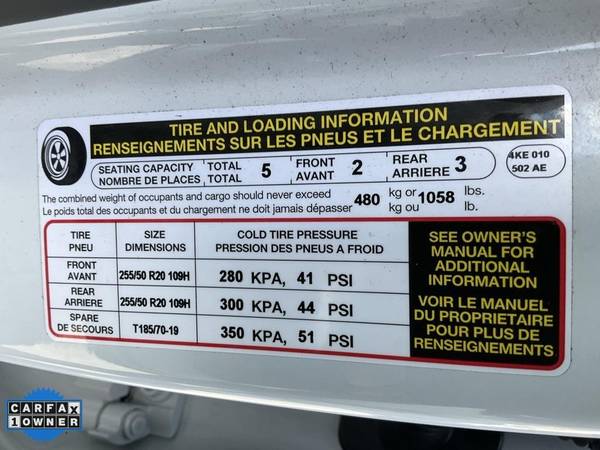 TIRE AND LOADING INFORMATION
RENSEIGNEMENTS SUR LES PNEUS ET LE CHARGEMENT
SEATING CAPACITY TOTAL 5 FRONT 2 REAR 3
NOMBRE DE PLACES TOTAL AVANT ARRIERE
4KE 010
502 AE
The combined weight of occupants and cargo should never exceed 480 kg or 1058 lbs.
Le poids total des occupants et du chargement ne doit jamais dépasser kg ou lb.
TIRE SIZE COLD TIRE PRESSURE
PNEU DIMENSIONS PRESSION DES PNEUS A FROID
FRONT
AVANT 255/50 R20 109H 280 KPA, 41 PSI
REAR
ARRIERE 255/50 R20 109H 300 KPA, 44 PSI
SPARE
DE SECOURS T185/70-19 350 KPA, 51 PSI
SEE OWNER'S
MANUAL FOR
ADDITIONAL
INFORMATION
VOIR LE MANUEL
DU PROPRIETAIRE
POUR PLUS DE
RENSEIGNEMENTS
CARFAX
1 OWNER